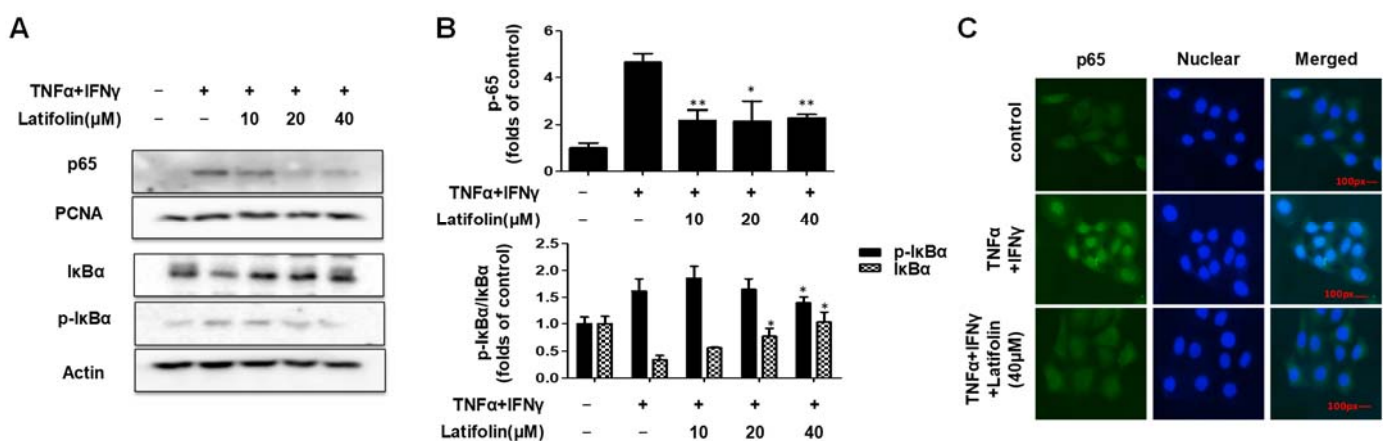 A
TNFα+IFNγ − + + + +
Latifolin(μM) − − 10 20 40
p65
PCNA
IκBα
p-IκBα
Actin
B
p-65
(folds of control)
6
4
2
0
** * **
TNFα+IFNγ − + + + +
Latifolin(μM) − − 10 20 40
p-IκBα/IκBα
(folds of control)
2.5
2.0
1.5
1.0
0.5
0.0
* * *
p-IκBα
IκBα
TNFα+IFNγ − + + + +
Latifolin(μM) − − 10 20 40
C
p65 Nuclear Merged
control
100px
TNFα
+IFNγ
100px
TNFα+IFNγ
+Latifolin
(40μM)
100px